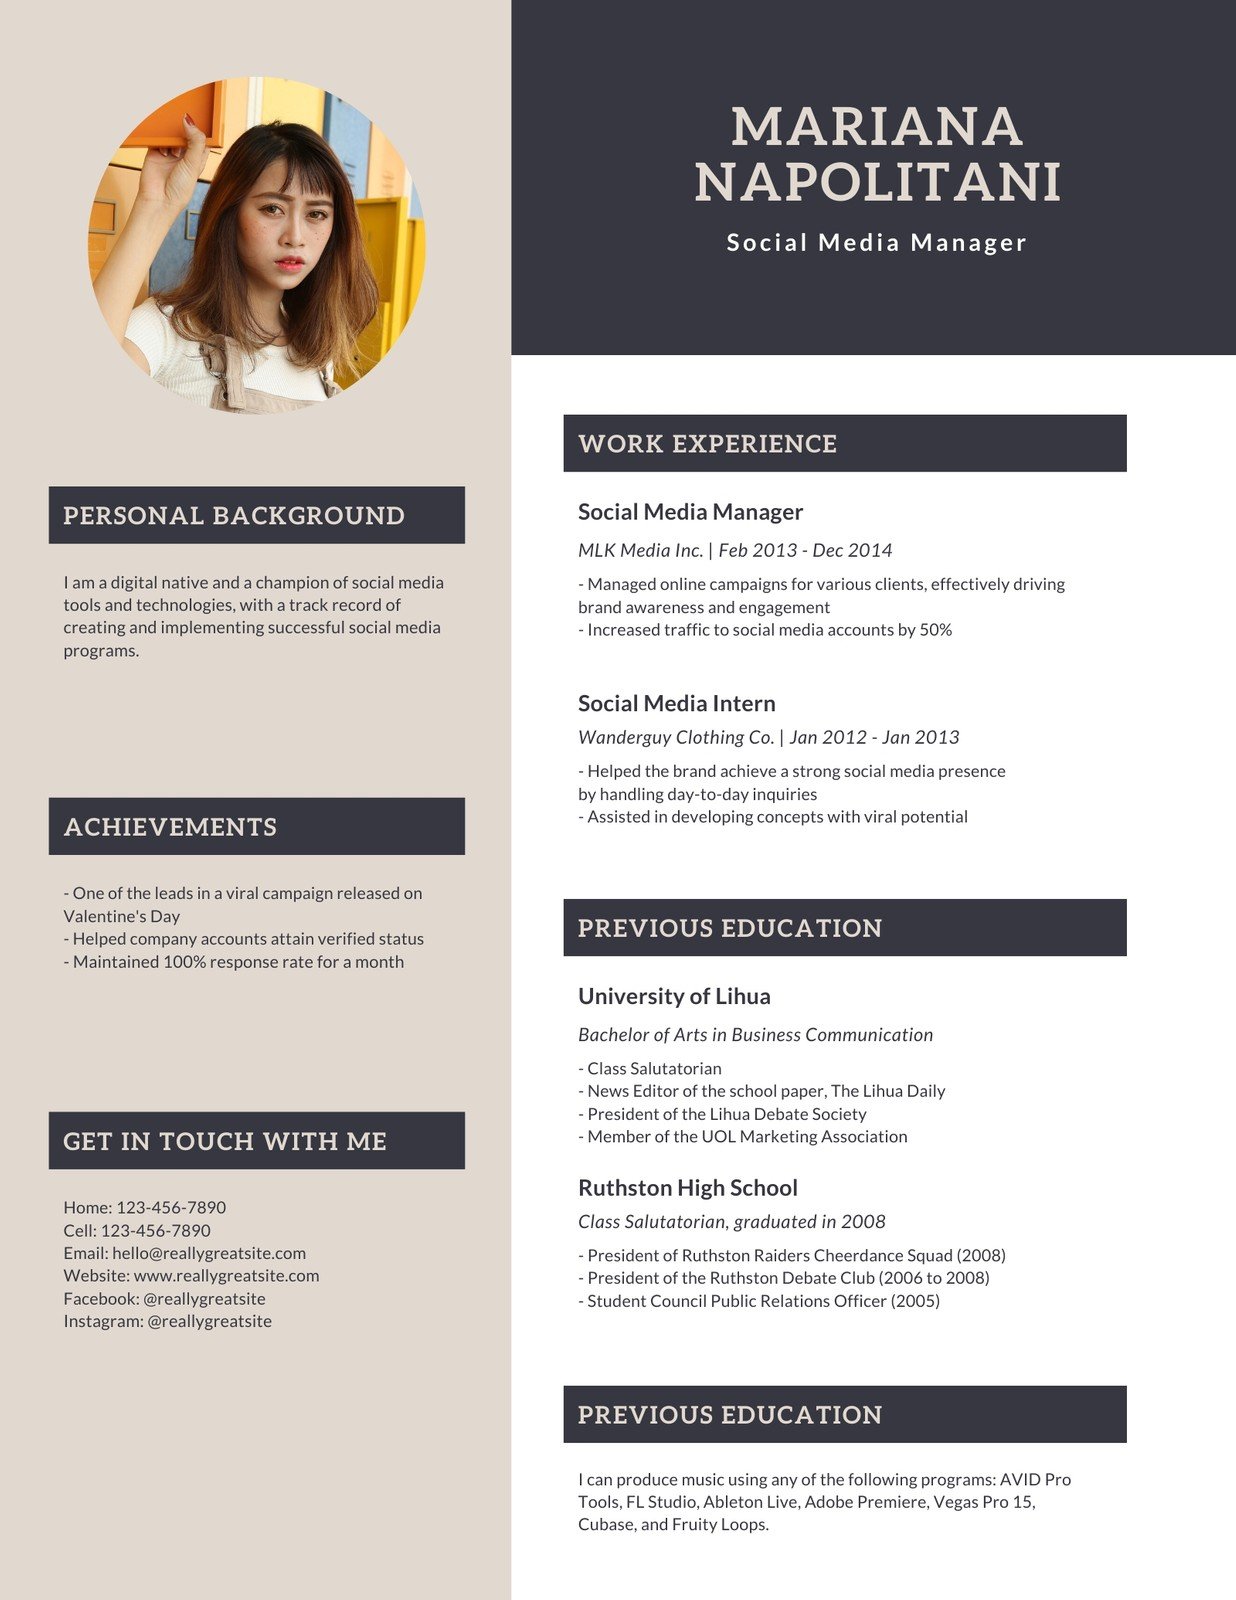 MARIANA
NAPOLITANI
Social Media Manager
PERSONAL BACKGROUND
I am a digital native and a champion of social media
tools and technologies, with a track record of
creating and implementing successful social media
programs.
ACHIEVEMENTS
- One of the leads in a viral campaign released on
Valentine's Day
- Helped company accounts attain verified status
- Maintained 100% response rate for a month
GET IN TOUCH WITH ME
Home: 123-456-7890
Cell: 123-456-7890
Email: hello@reallygreatsite.com
Website: www.reallygreatsite.com
Facebook: @reallygreatsite
Instagram: @reallygreatsite
WORK EXPERIENCE
Social Media Manager
MLK Media Inc. | Feb 2013 - Dec 2014
- Managed online campaigns for various clients, effectively driving
brand awareness and engagement
- Increased traffic to social media accounts by 50%
Social Media Intern
Wanderguy Clothing Co. | Jan 2012 - Jan 2013
- Helped the brand achieve a strong social media presence
by handling day-to-day inquiries
- Assisted in developing concepts with viral potential
PREVIOUS EDUCATION
University of Lihua
Bachelor of Arts in Business Communication
- Class Salutatorian
- News Editor of the school paper, The Lihua Daily
- President of the Lihua Debate Society
- Member of the UOL Marketing Association
Ruthston High School
Class Salutatorian, graduated in 2008
- President of Ruthston Raiders Cheerdance Squad (2008)
- President of the Ruthston Debate Club (2006 to 2008)
- Student Council Public Relations Officer (2005)
PREVIOUS EDUCATION
I can produce music using any of the following programs: AVID Pro
Tools, FL Studio, Ableton Live, Adobe Premiere, Vegas Pro 15,
Cubase, and Fruity Loops.